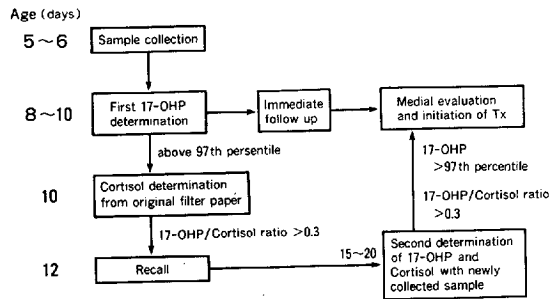 Age (days)
5~6
Sample collection
8~10
First 17-OHP
determination
Immediate
follow up
Medial evaluation
and initiation of Tx
above 97th persentile
17-OHP
>97th percentile
10
Cortisol determination
from original filter paper
17-OHP/Cortisol ratio
>0.3
17-OHP/Cortisol ratio >0.3
12
Recall
15~20
Second determination
of 17-OHP and
Cortisol with newly
collected sample